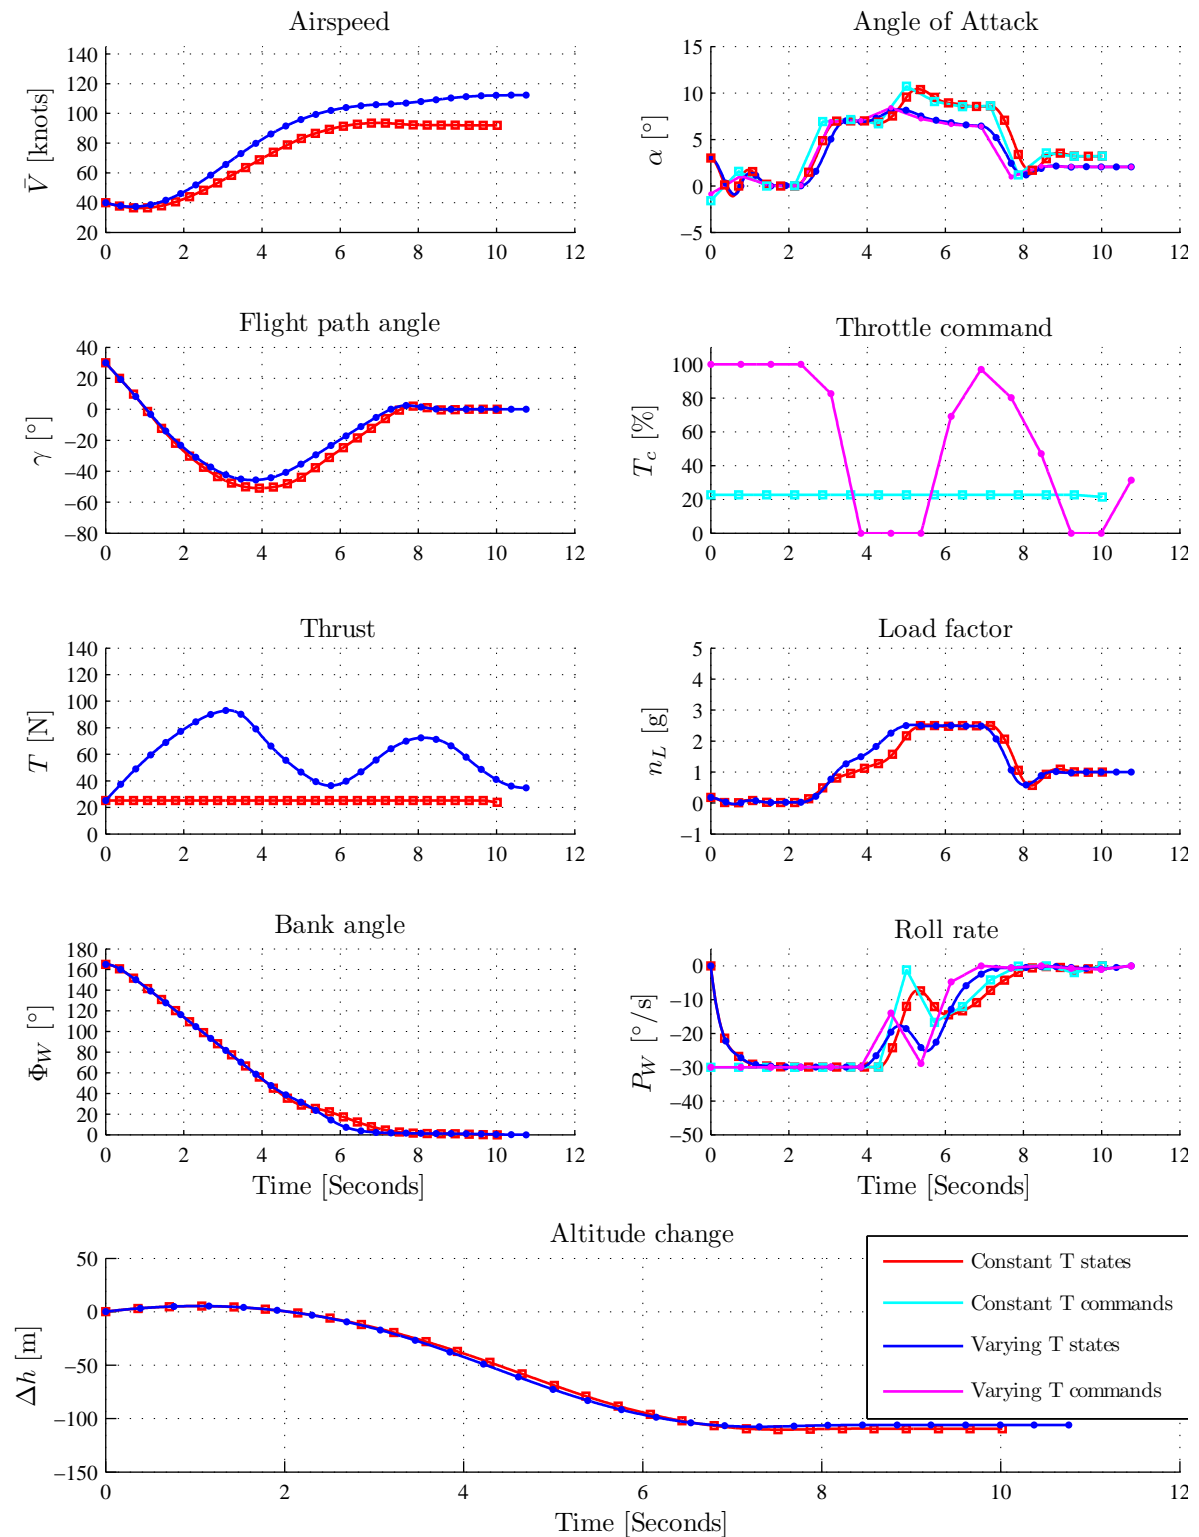 Airspeed
V̄ [knots]
140
120
100
80
60
40
20
0 2 4 6 8 10 12
Angle of Attack
α [°]
15
10
5
0
−5
0 2 4 6 8 10 12
Flight path angle
γ [°]
40
20
0
−20
−40
−60
−80
0 2 4 6 8 10 12
Throttle command
T_c [%]
100
80
60
40
20
0
0 2 4 6 8 10 12
Thrust
T [N]
140
120
100
80
60
40
20
0
0 2 4 6 8 10 12
Load factor
n_L [g]
5
4
3
2
1
0
−1
0 2 4 6 8 10 12
Bank angle
Φ_W [°]
180
160
140
120
100
80
60
40
20
0
0 2 4 6 8 10 12
Time [Seconds]
Roll rate
P_W [°/s]
0
−10
−20
−30
−40
−50
0 2 4 6 8 10 12
Time [Seconds]
Altitude change
Δh [m]
50
0
−50
−100
−150
0 2 4 6 8 10 12
Time [Seconds]
Constant T states
Constant T commands
Varying T states
Varying T commands